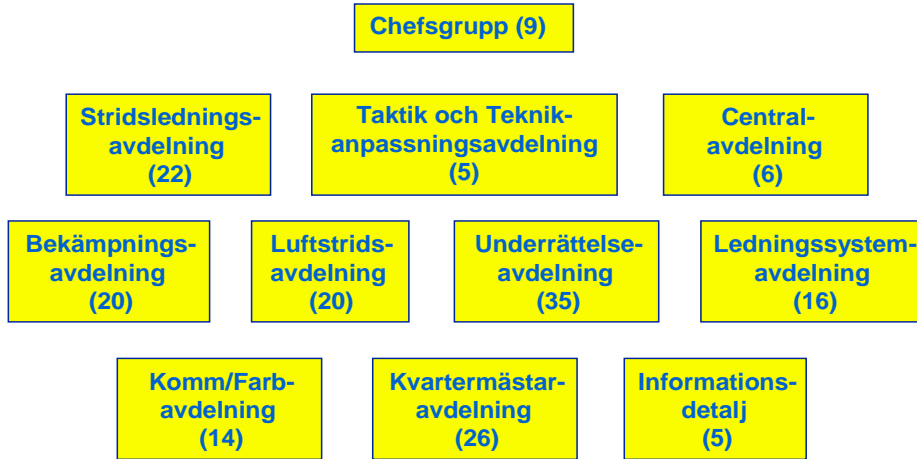 Chefsgrupp (9)
Stridslednings-
avdelning
(22)
Taktik och Teknik-
anpassningsavdelning
(5)
Central-
avdelning
(6)
Bekämpnings-
avdelning
(20)
Luftstrids-
avdelning
(20)
Underrättelse-
avdelning
(35)
Ledningssystem-
avdelning
(16)
Komm/Farb-
avdelning
(14)
Kvartermästar-
avdelning
(26)
Informations-
detalj
(5)